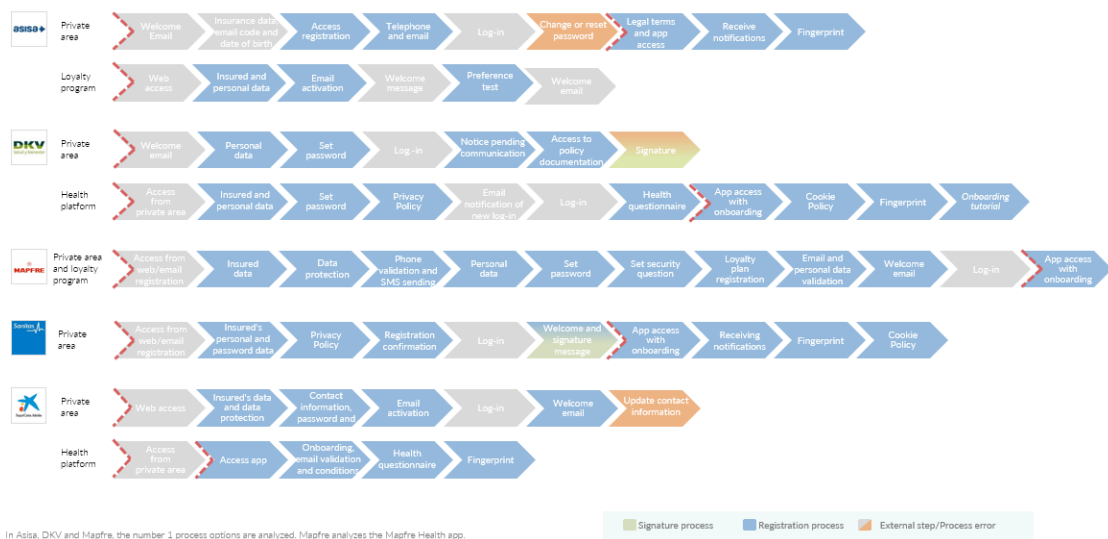 asisa+
Private
area
Welcome
Email
Insurance data:
email code and
date of birth
Access
registration
Telephone
and email
Log-in
Change or reset
password
Legal terms
and app
access
Receive
notifications
Fingerprint
Loyalty
program
Web
access
Insured and
personal data
Email
activation
Welcome
message
Preference
test
Welcome
email
DKV
Private
area
Welcome
email
Personal
data
Set
password
Log -in
Notice pending
communication
Access to
policy
documentation
Signature
Health
platform
Access
from
private area
Insured and
personal data
Set
password
Privacy
Policy
Email
notification of
new log-in
Log-in
Health
questionnaire
App access
with
onboarding
Cookie
Policy
Fingerprint
Onboarding
tutorial
MAPFRE
Private area
and loyalty
program
Access from
web/email
registration
Insured
data
Data
protection
Phone
validation and
SMS sending
Personal
data
Set
password
Set security
question
Loyalty
plan
registration
Email and
personal data
validation
Welcome
email
Log-in
App access
with
onboarding
Sanitas
Private
area
Access from
web/email
registration
Insured's
personal and
password data
Privacy
Policy
Registration
confirmation
Log-in
Welcome and
signature
message
App access
with
onboarding
Receiving
notifications
Fingerprint
Cookie
Policy
Private
area
Web access
Insured's data
and data
protection
Contact
information,
password and
Email
activation
Log-in
Welcome
email
Update contact
information
Health
platform
Access
from
private area
Access app
Onboarding,
email validation
and conditions
Health
questionnaire
Fingerprint
Signature process
Registration process
External step/Process error
In Asisa, DKV and Mapfre, the number 1 process options are analyzed. Mapfre analyzes the Mapfre Health app.